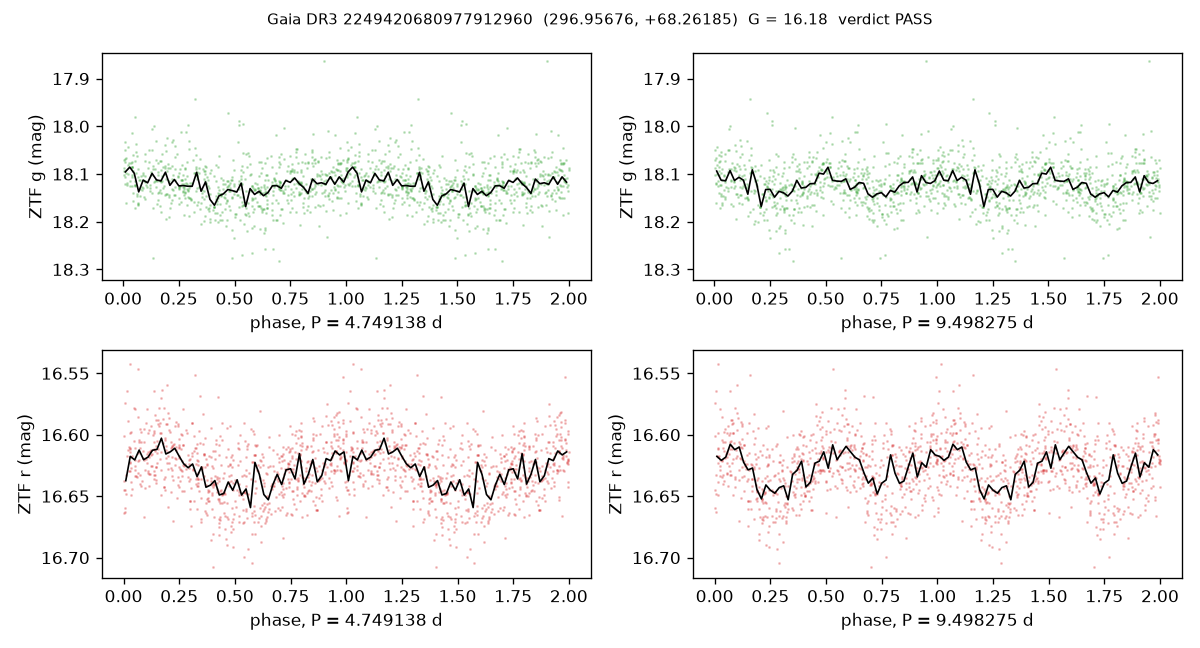 Gaia DR3 2249420680977912960 (296.95676, +68.26185) G = 16.18 verdict PASS
ZTF g (mag)
17.9
18.0
18.1
18.2
18.3
0.00 0.25 0.50 0.75 1.00 1.25 1.50 1.75 2.00
phase, P = 4.749138 d
ZTF g (mag)
17.9
18.0
18.1
18.2
18.3
0.00 0.25 0.50 0.75 1.00 1.25 1.50 1.75 2.00
phase, P = 9.498275 d
ZTF r (mag)
16.55
16.60
16.65
16.70
0.00 0.25 0.50 0.75 1.00 1.25 1.50 1.75 2.00
phase, P = 4.749138 d
ZTF r (mag)
16.55
16.60
16.65
16.70
0.00 0.25 0.50 0.75 1.00 1.25 1.50 1.75 2.00
phase, P = 9.498275 d